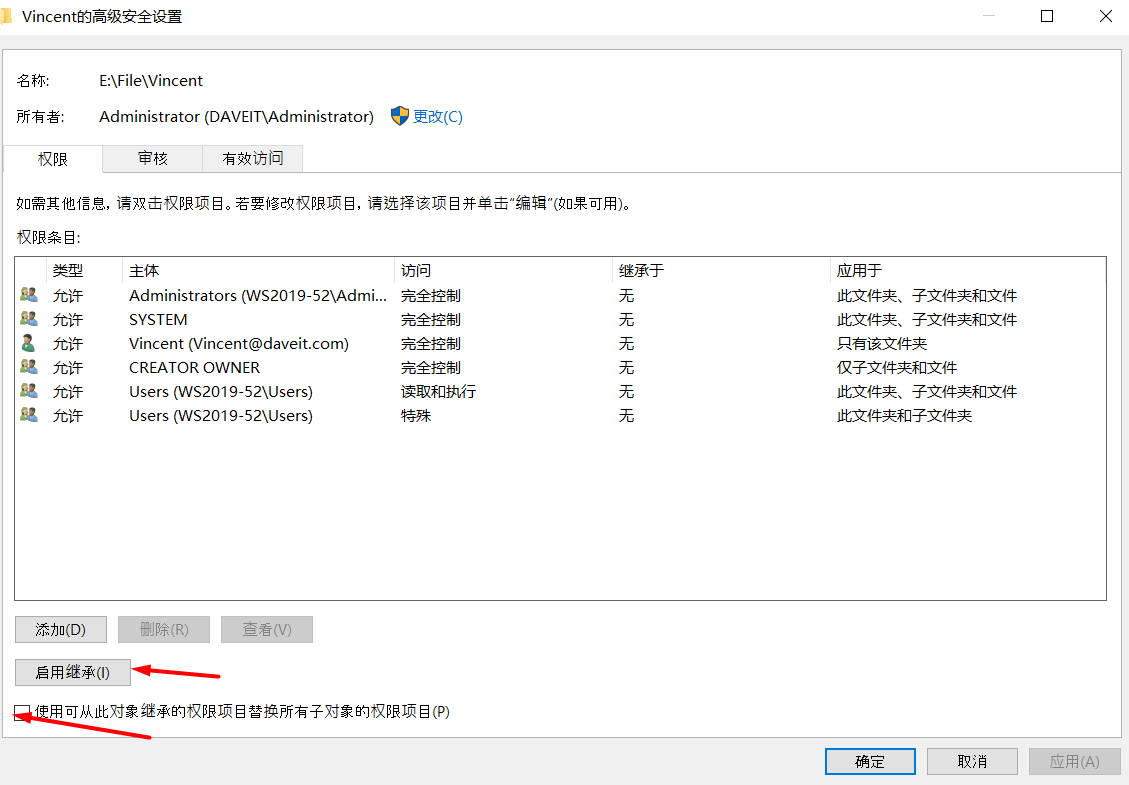 Vincent的高级安全设置
名称: E:\File\Vincent
所有者: Administrator (DAVEIT\Administrator) 更改(C)
权限 审核 有效访问
如需其他信息，请双击权限项目。若要修改权限项目，请选择该项目并单击“编辑”(如果可用)。
权限条目:
类型 主体 访问 继承于 应用于
允许 Administrators (WS2019-52\Admi... 完全控制 无 此文件夹、子文件夹和文件
允许 SYSTEM 完全控制 无 此文件夹、子文件夹和文件
允许 Vincent (Vincent@daveit.com) 完全控制 无 只有该文件夹
允许 CREATOR OWNER 完全控制 无 仅子文件夹和文件
允许 Users (WS2019-52\Users) 读取和执行 无 此文件夹、子文件夹和文件
允许 Users (WS2019-52\Users) 特殊 无 此文件夹和子文件夹
添加(D) 删除(R) 查看(V)
启用继承(I)
使用可从此对象继承的权限项目替换所有子对象的权限项目(P)
确定 取消 应用(A)